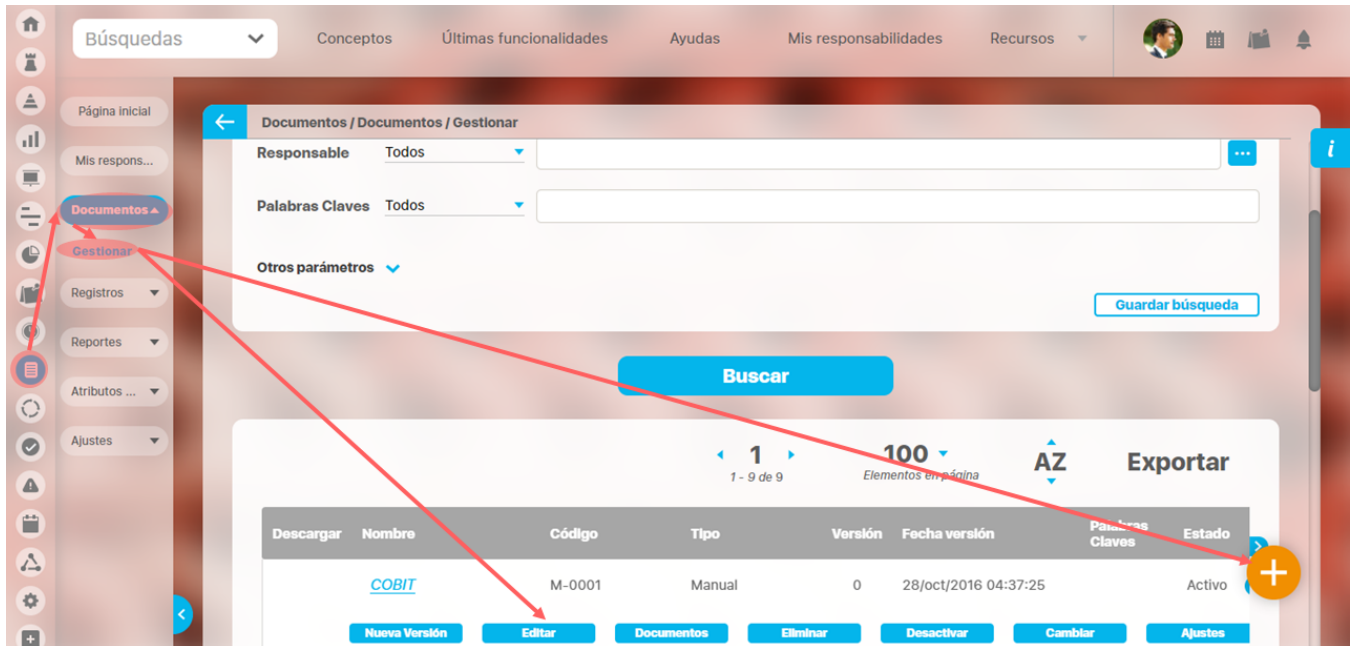 Búsquedas
Conceptos
Últimas funcionalidades
Ayudas
Mis responsabilidades
Recursos
Página inicial
Mis respons...
Documentos
Gestionar
Registros
Reportes
Atributos ...
Ajustes
Documentos / Documentos / Gestionar
i
Responsable Todos
...
Palabras Claves Todos
Otros parámetros
Guardar búsqueda
Buscar
1
1 - 9 de 9
100
Elementos en página
AZ
Exportar
Descargar Nombre Código Tipo Versión Fecha versión Palabras Claves Estado
COBIT M-0001 Manual 0 28/oct/2016 04:37:25 Activo
Nueva Versión Editar Documentos Eliminar Desactivar Cambiar Ajustes